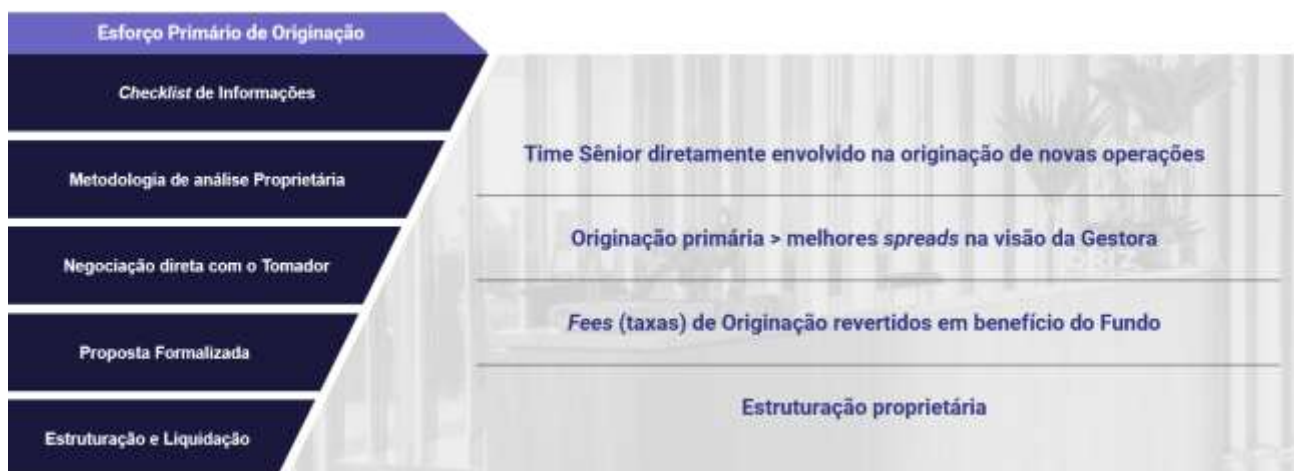 Esforço Primário de Originação
Checklist de Informações
Metodologia de análise Proprietária
Negociação direta com o Tomador
Proposta Formalizada
Estruturação e Liquidação
Time Sênior diretamente envolvido na originação de novas operações
Originação primária > melhores spreads na visão da Gestora
Fees (taxas) de Originação revertidos em benefício do Fundo
Estruturação proprietária